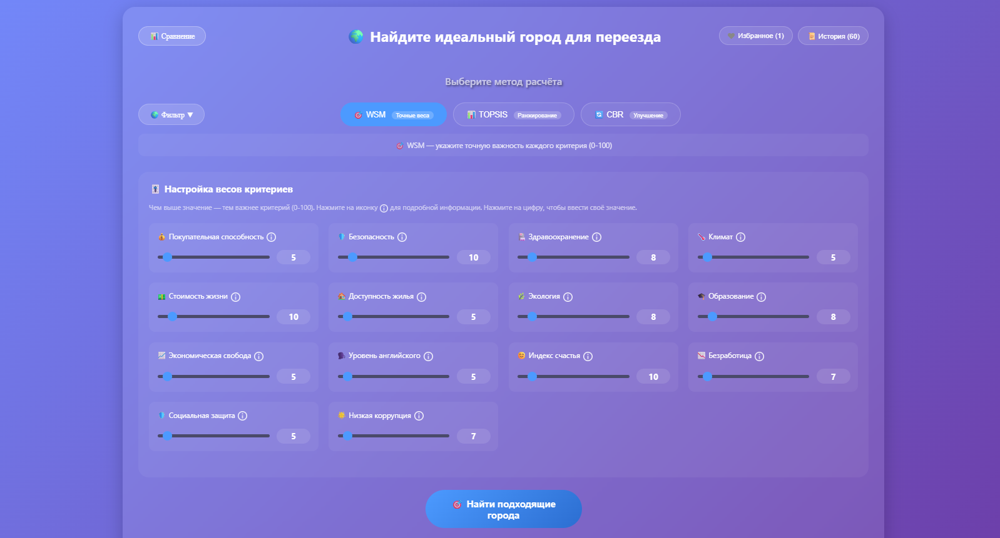 Сравнение
Найдите идеальный город для переезда
Избранное (1)
История (60)
Выберите метод расчёта
Фильтр ▼
WSM Точные веса
TOPSIS Ранжирование
CBR Улучшение
WSM — укажите точную важность каждого критерия (0-100)
Настройка весов критериев
Чем выше значение — тем важнее критерий (0-100). Нажмите на иконку ⓘ для подробной информации. Нажмите на цифру, чтобы ввести своё значение.
Покупательная способность ⓘ
5
Безопасность ⓘ
10
Здравоохранение ⓘ
8
Климат ⓘ
5
Стоимость жизни ⓘ
10
Доступность жилья ⓘ
5
Экология ⓘ
8
Образование ⓘ
8
Экономическая свобода ⓘ
5
Уровень английского ⓘ
5
Индекс счастья ⓘ
10
Безработица ⓘ
7
Социальная защита ⓘ
5
Низкая коррупция ⓘ
7
Найти подходящие
города